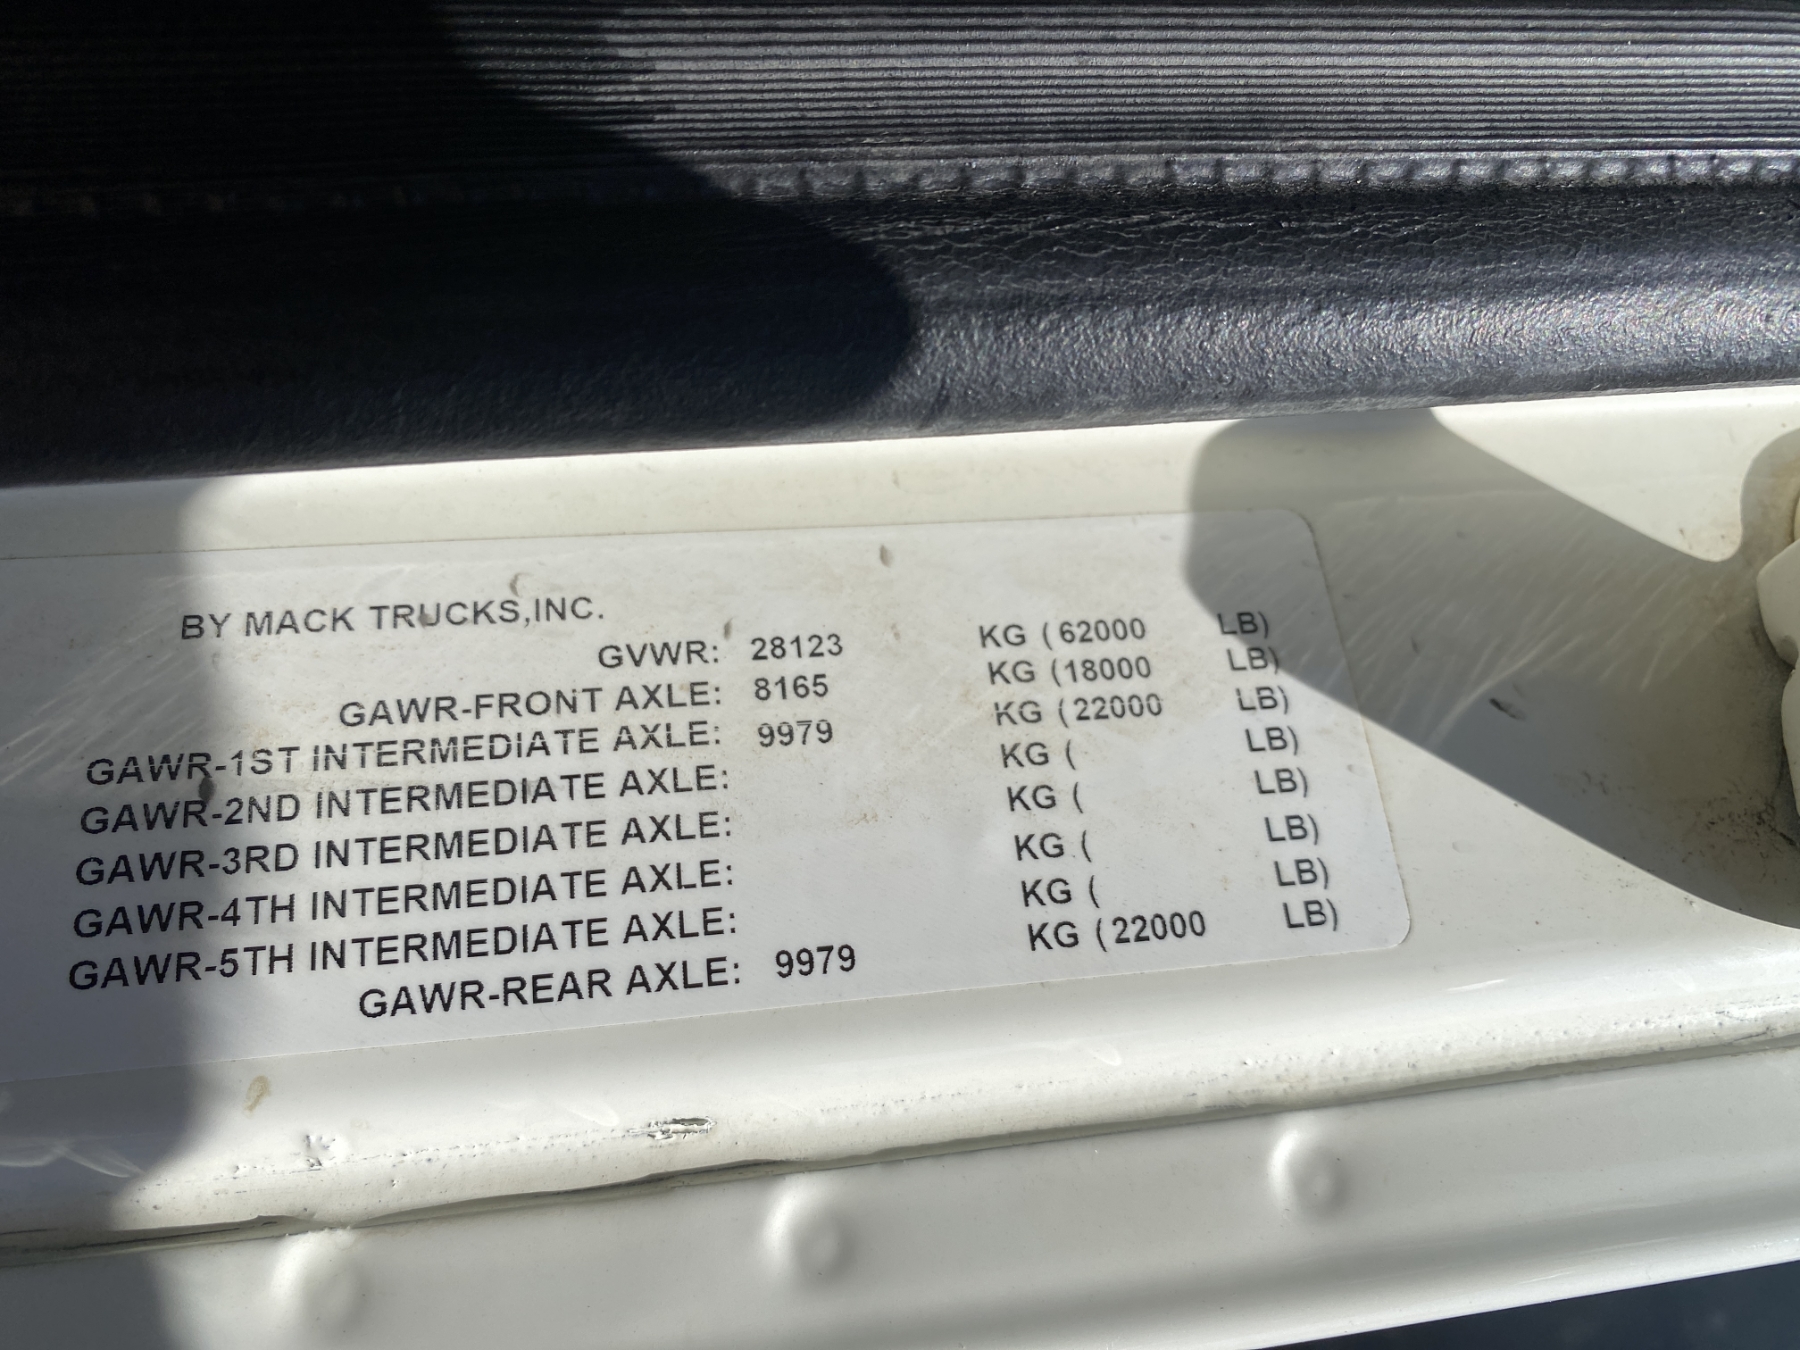 BY MACK TRUCKS,INC.
GVWR: 28123 KG (62000 LB)
GAWR-FRONT AXLE: 8165 KG (18000 LB)
GAWR-1ST INTERMEDIATE AXLE: 9979 KG (22000 LB)
GAWR-2ND INTERMEDIATE AXLE: KG ( LB)
GAWR-3RD INTERMEDIATE AXLE: KG ( LB)
GAWR-4TH INTERMEDIATE AXLE: KG ( LB)
GAWR-5TH INTERMEDIATE AXLE: KG ( LB)
GAWR-REAR AXLE: 9979 KG (22000 LB)